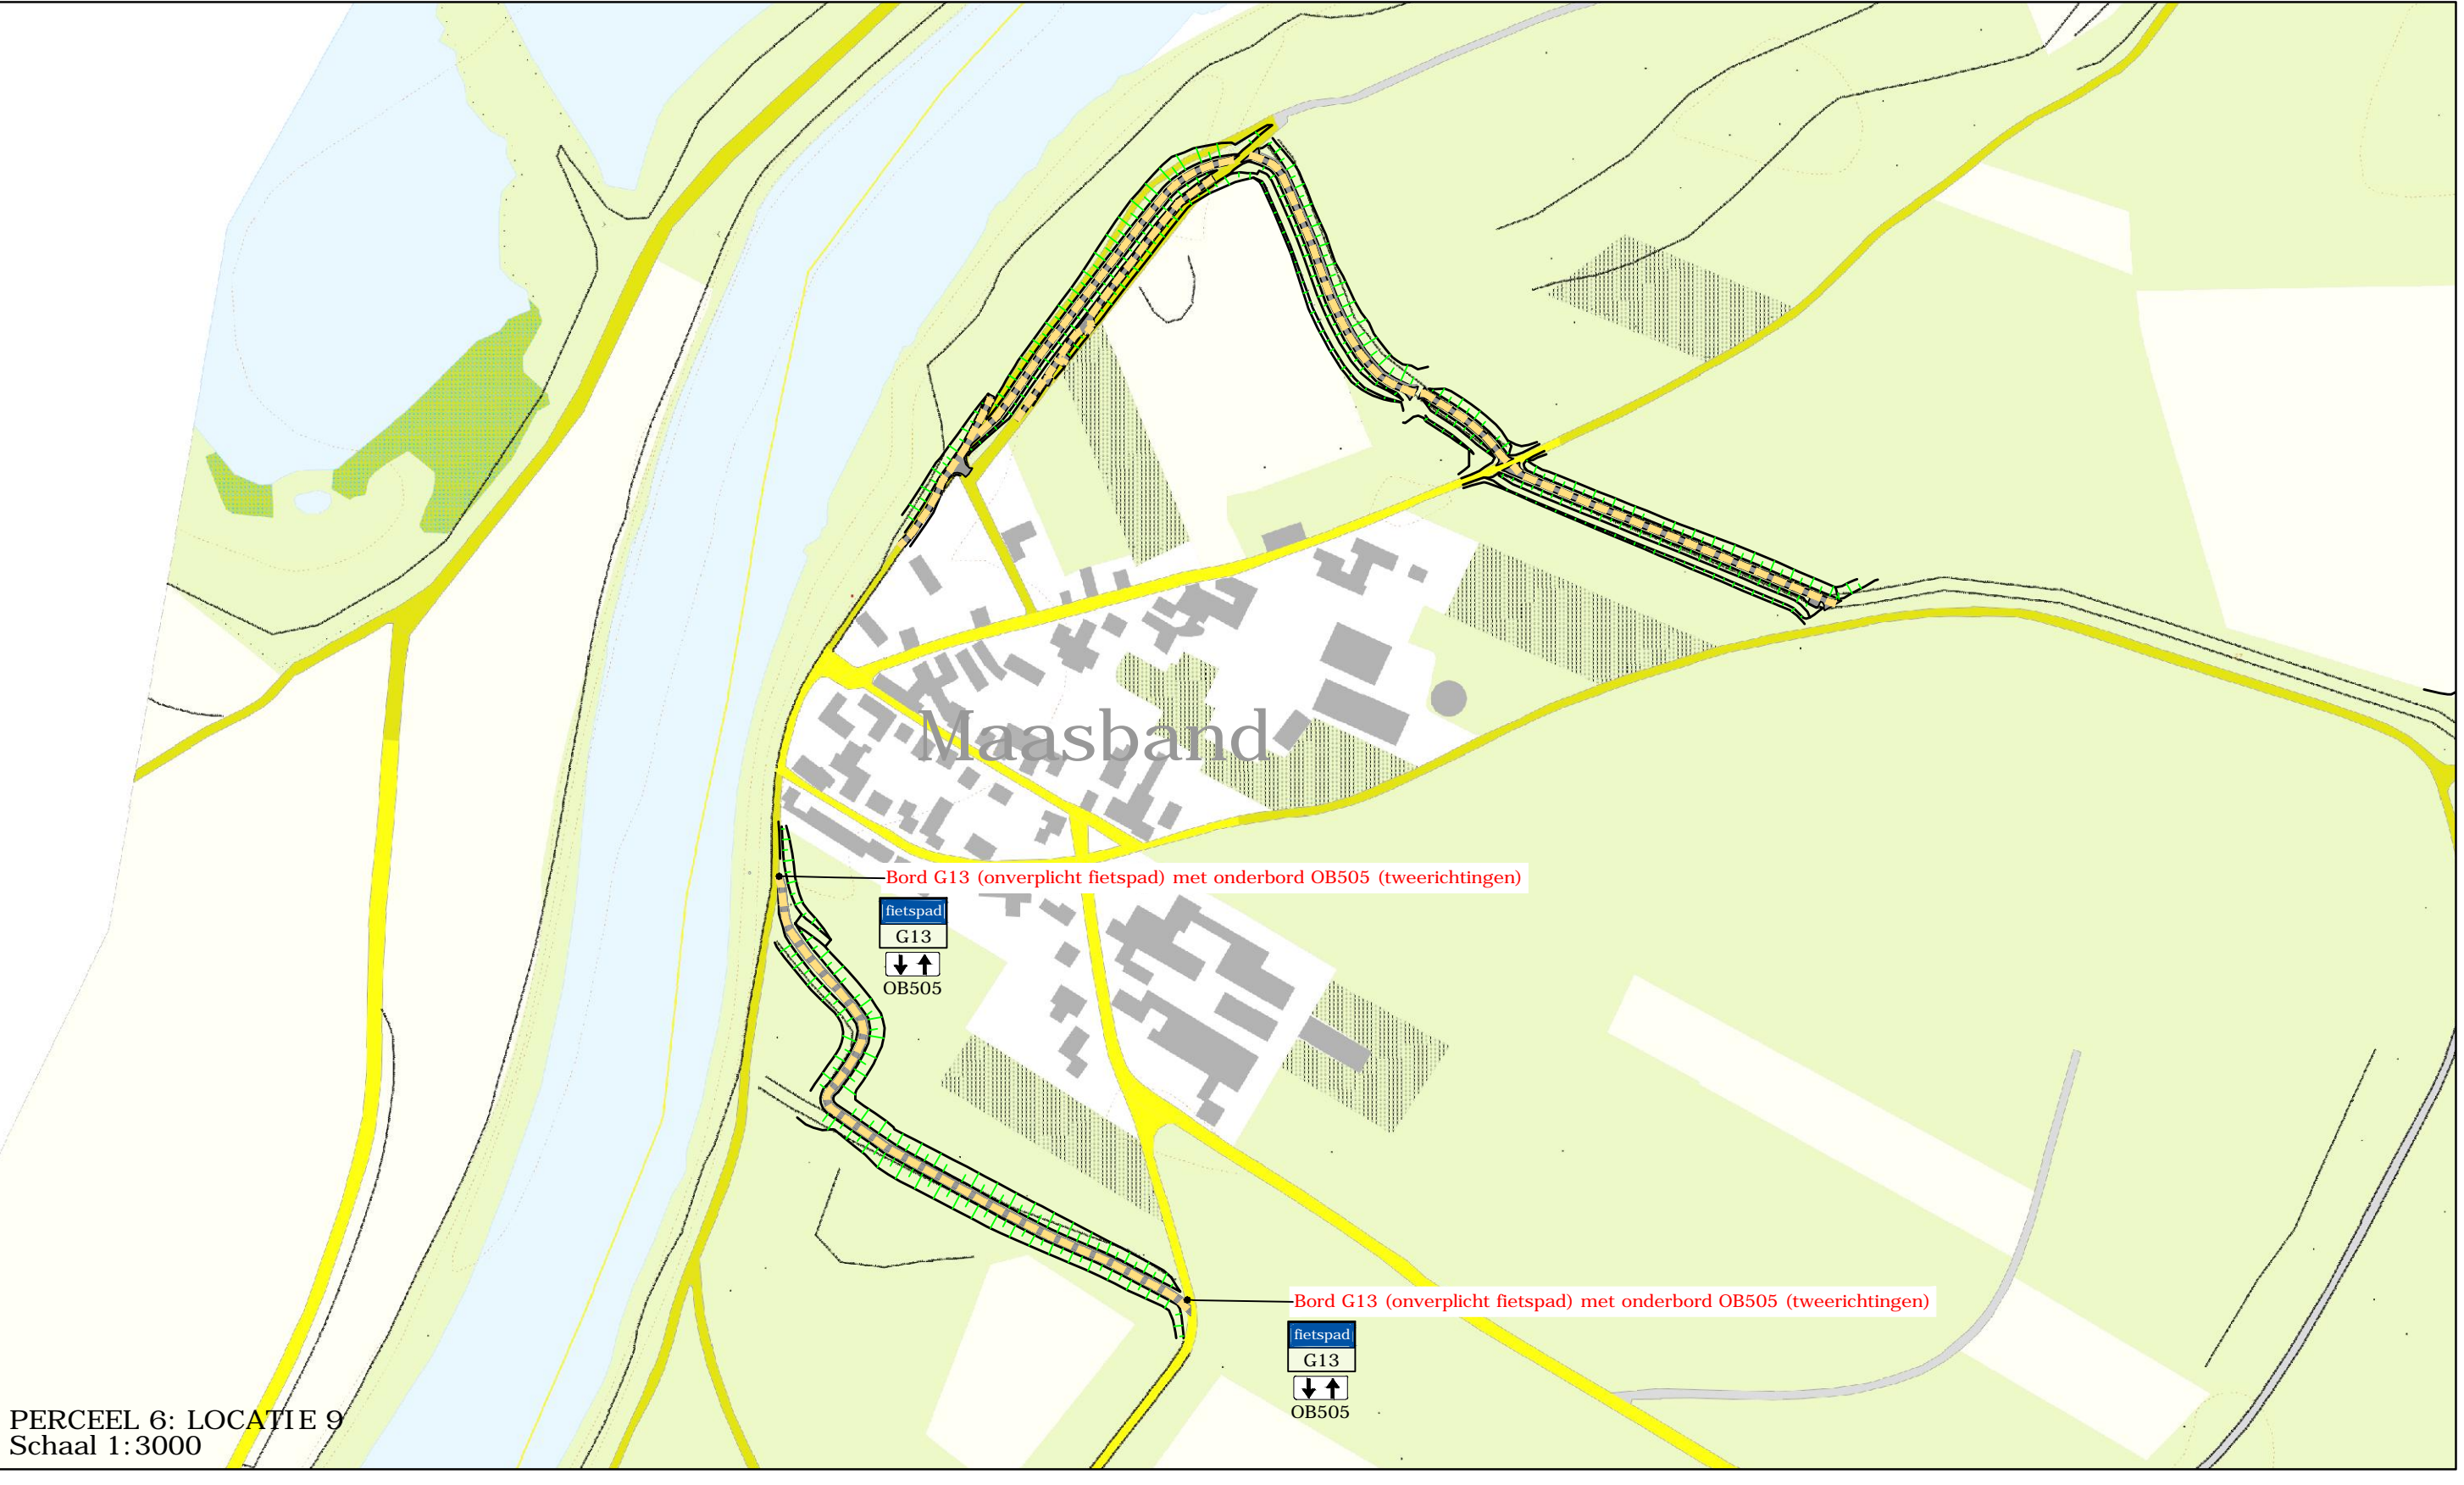 Maasband
Bord G13 (onverplicht fietspad) met onderbord OB505 (tweerichtingen)
fietspad
G13
OB505
Bord G13 (onverplicht fietspad) met onderbord OB505 (tweerichtingen)
fietspad
G13
OB505
PERCEEL 6: LOCATIE 9
Schaal 1:3000